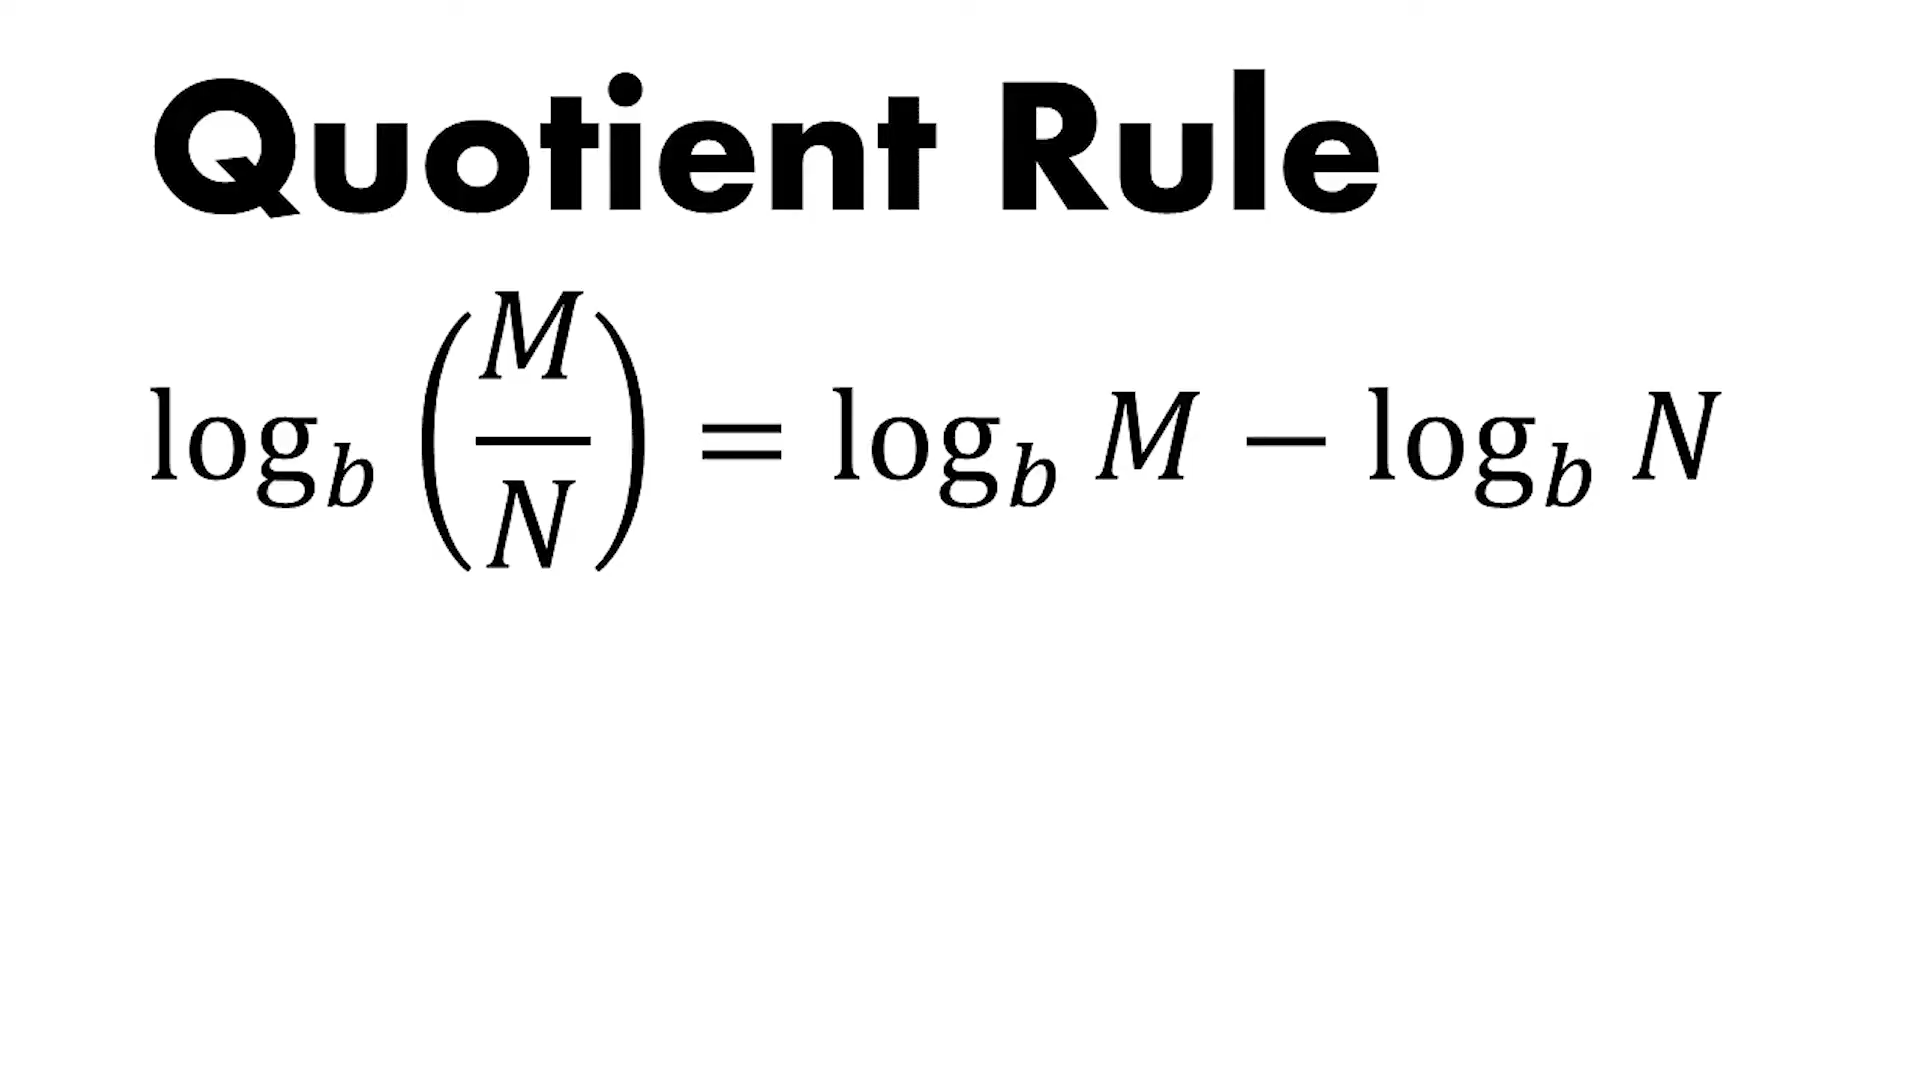 Quotient Rule
log_b (M/N) = log_b M − log_b N